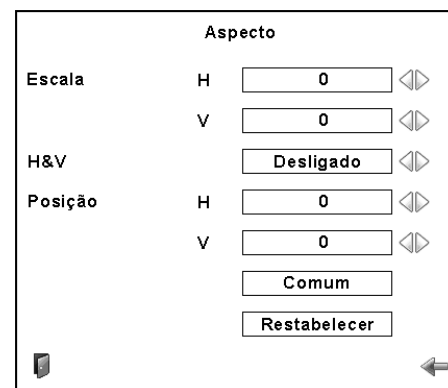 Aspecto
Escala H 0
V 0
H&V Desligado
Posição H 0
V 0
Comum
Restabelecer